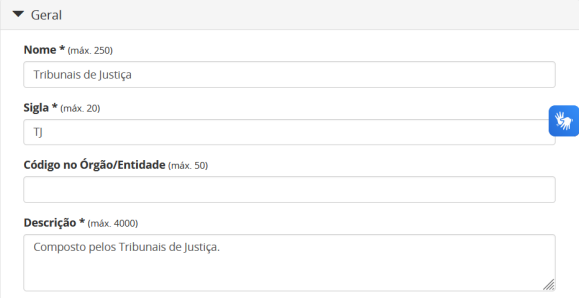 Geral
Nome * (máx. 250)
Tribunais de Justiça
Sigla * (máx. 20)
TJ
Código no Órgão/Entidade (máx. 50)
Descrição * (máx. 4000)
Composto pelos Tribunais de Justiça.